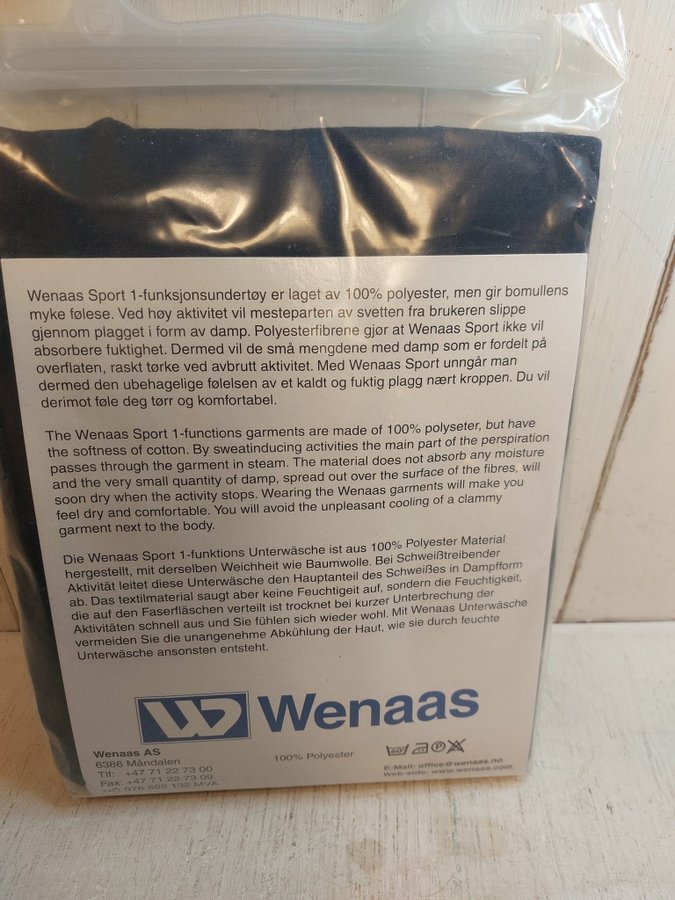 Wenaas Sport 1-funksjonsundertøy er laget av 100% polyester, men gir bomullens
myke følese. Ved høy aktivitet vil mesteparten av svetten fra brukeren slippe
gjennom plagget i form av damp. Polyesterfibrene gjør at Wenaas Sport ikke vil
absorbere fuktighet. Dermed vil de små mengdene med damp som er fordelt på
overflaten, raskt tørke ved avbrutt aktivitet. Med Wenaas Sport unngår man
dermed den ubehagelige følelsen av et kaldt og fuktig plagg nært kroppen. Du vil
derimot føle deg tørr og komfortabel.
The Wenaas Sport 1-functions garments are made of 100% polyseter, but have
the softness of cotton. By sweatinducing activities the main part of the perspiration
passes through the garment in steam. The material does not absorb any moisture
and the very small quantity of damp, spread out over the surface of the fibres, will
soon dry when the activity stops. Wearing the Wenaas garments will make you
feel dry and comfortable. You will avoid the unpleasant cooling of a clammy
garment next to the body.
Die Wenaas Sport 1-funktions Unterwäsche ist aus 100% Polyester Material
hergestellt, mit derselben Weichheit wie Baumwolle. Bei Schweißtreibender
Aktivität leitet diese Unterwäsche den Hauptanteil des Schweißes in Dampfform
ab. Das textilmaterial saugt aber keine Feuchtigeit auf, sondern die Feuchtigkeit,
die auf den Faserflächen verteilt ist trocknet bei kurzer Unterbrechung der
Aktivitäten schnell aus und Sie fühlen sich wieder wohl. Mit Wenaas Unterwäsche
vermeiden Sie die unangenehme Abkühlung der Haut, wie sie durch feuchte
Unterwäsche ansonsten entsteht.
Wenaas
Wenaas AS
6386 Måndalen
Tlf: +47 71 22 73 00
Fax: +47 71 22 73 09
NO 976 502 132 MVA
100% Polyester
60 P
E-Mail: office@wenaas.no
Web-side: www.wenaas.com